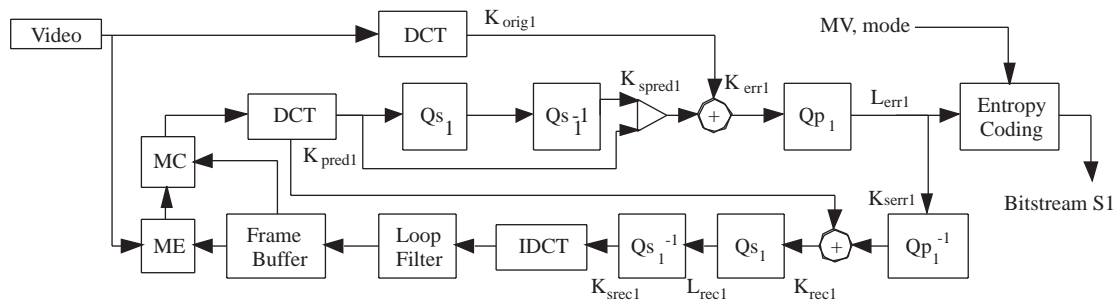 Video
DCT
K orig1
MV, mode
K spred1
K err1
L err1
DCT
Qs 1
Qs 1 -1
+
Qp 1
Entropy
Coding
MC
K pred1
K serr1
Bitstream S1
ME
Frame
Buffer
Loop
Filter
IDCT
Qs 1 -1
Qs 1
+
Qp 1 -1
K srec1
L rec1
K rec1